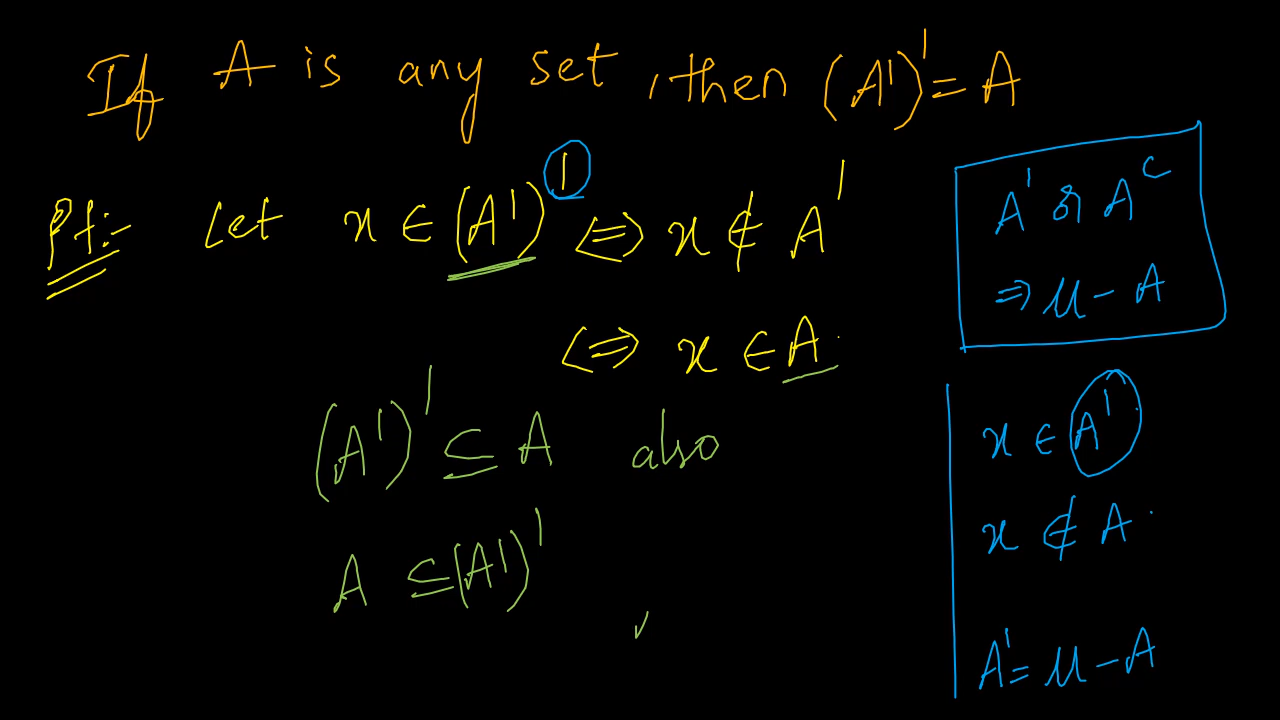 If A is any set, then (A')' = A
Pf:- Let x ∈ (A')' ⇔ x ∉ A'
⇔ x ∈ A.
(A')' ⊆ A also
A ⊆ (A')'
A' or A^C
⇒ μ - A
x ∈ A'
x ∉ A.
A' = μ - A